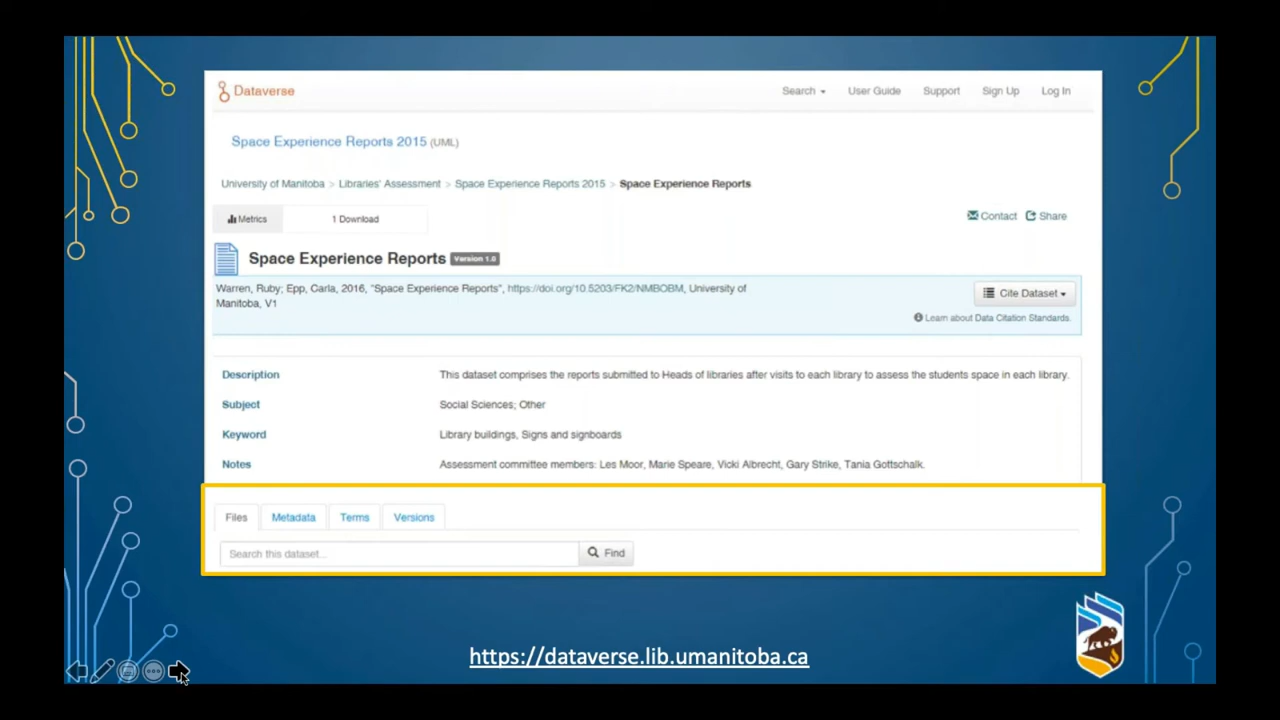 Dataverse
Search User Guide Support Sign Up Log In
Space Experience Reports 2015 (UML)
University of Manitoba > Libraries' Assessment > Space Experience Reports 2015 > Space Experience Reports
Metrics 1 Download
Contact Share
Space Experience Reports Version 1.0
Warren, Ruby; Epp, Carla, 2016, "Space Experience Reports", https://doi.org/10.5203/FK2/NMBOBM, University of
Manitoba, V1
Cite Dataset
Learn about Data Citation Standards.
Description This dataset comprises the reports submitted to Heads of libraries after visits to each library to assess the students space in each library.
Subject Social Sciences; Other
Keyword Library buildings, Signs and signboards
Notes Assessment committee members: Les Moor, Marie Speare, Vicki Albrecht, Gary Strike, Tania Gottschalk.
Files Metadata Terms Versions
Search this dataset... Find
https://dataverse.lib.umanitoba.ca